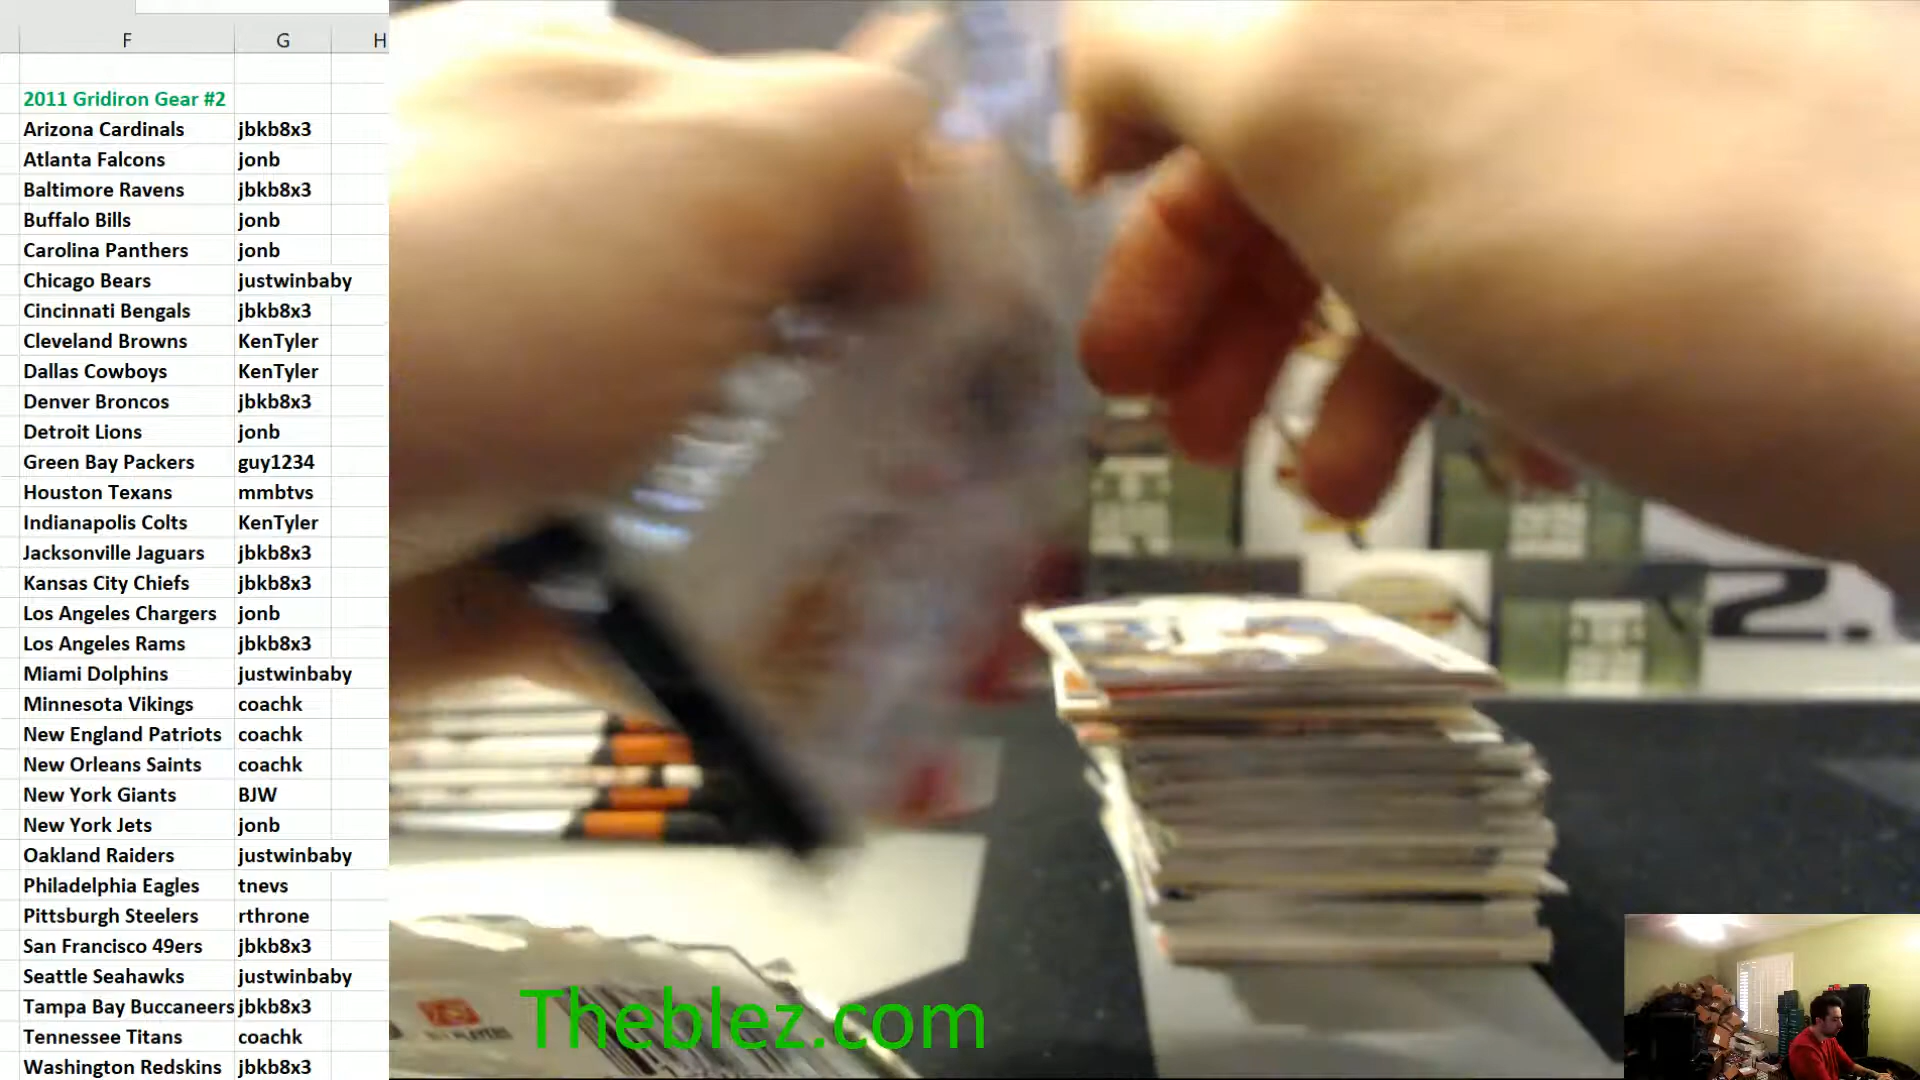 F G H
2011 Gridiron Gear #2
Arizona Cardinals jbkb8x3
Atlanta Falcons jonb
Baltimore Ravens jbkb8x3
Buffalo Bills jonb
Carolina Panthers jonb
Chicago Bears justwinbaby
Cincinnati Bengals jbkb8x3
Cleveland Browns KenTyler
Dallas Cowboys KenTyler
Denver Broncos jbkb8x3
Detroit Lions jonb
Green Bay Packers guy1234
Houston Texans mmbtvs
Indianapolis Colts KenTyler
Jacksonville Jaguars jbkb8x3
Kansas City Chiefs jbkb8x3
Los Angeles Chargers jonb
Los Angeles Rams jbkb8x3
Miami Dolphins justwinbaby
Minnesota Vikings coachk
New England Patriots coachk
New Orleans Saints coachk
New York Giants BJW
New York Jets jonb
Oakland Raiders justwinbaby
Philadelphia Eagles tnevs
Pittsburgh Steelers rthrone
San Francisco 49ers jbkb8x3
Seattle Seahawks justwinbaby
Tampa Bay Buccaneers jbkb8x3
Tennessee Titans coachk
Washington Redskins jbkb8x3
2.
Theblez.com